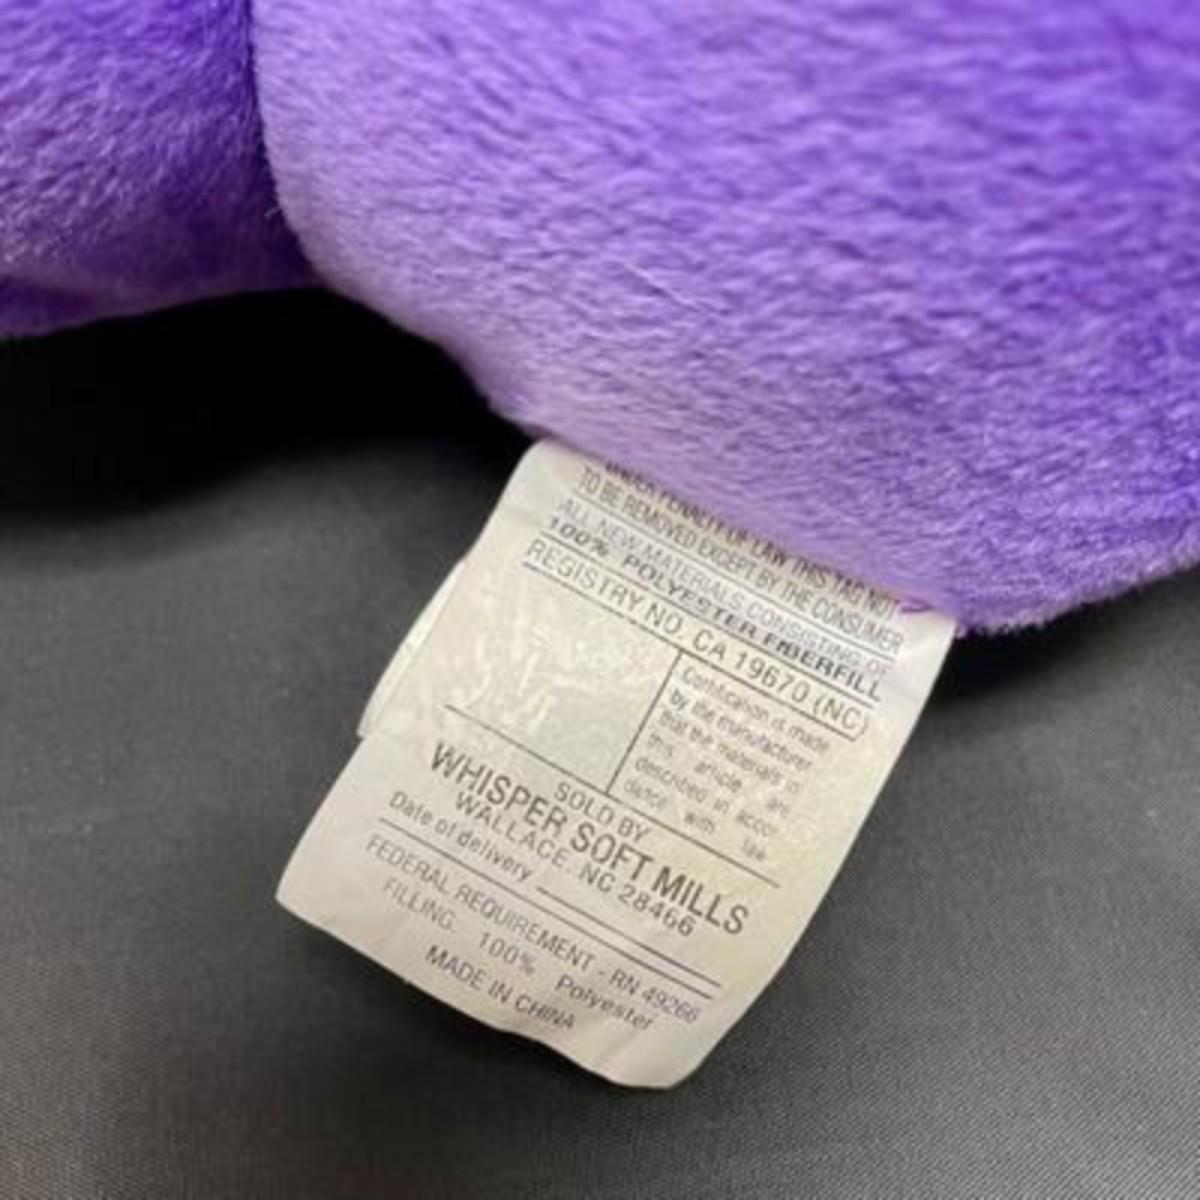 UNDER PENALTY OF LAW THIS TAG NOT
TO BE REMOVED EXCEPT BY THE CONSUMER
ALL NEW MATERIALS CONSISTING OF
100% POLYESTER FIBERFILL
REGISTRY NO. CA 19670 (NC)
Certification is made
by the manufacturer
that the materials in
this article are
described in accor-
dance with law
SOLD BY
WHISPER SOFT MILLS
WALLACE, NC 28466
Date of delivery
FEDERAL REQUIREMENT - RN 49266
FILLING. 100% Polyester
MADE IN CHINA